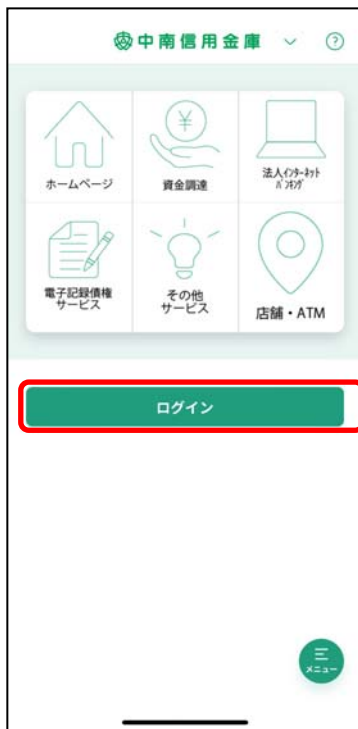 中南信用金庫
?
¥
ホームページ
資金調達
法人インターネット
バンキング
電子記録債権
サービス
その他
サービス
店舗・ATM
ログイン
メニュー